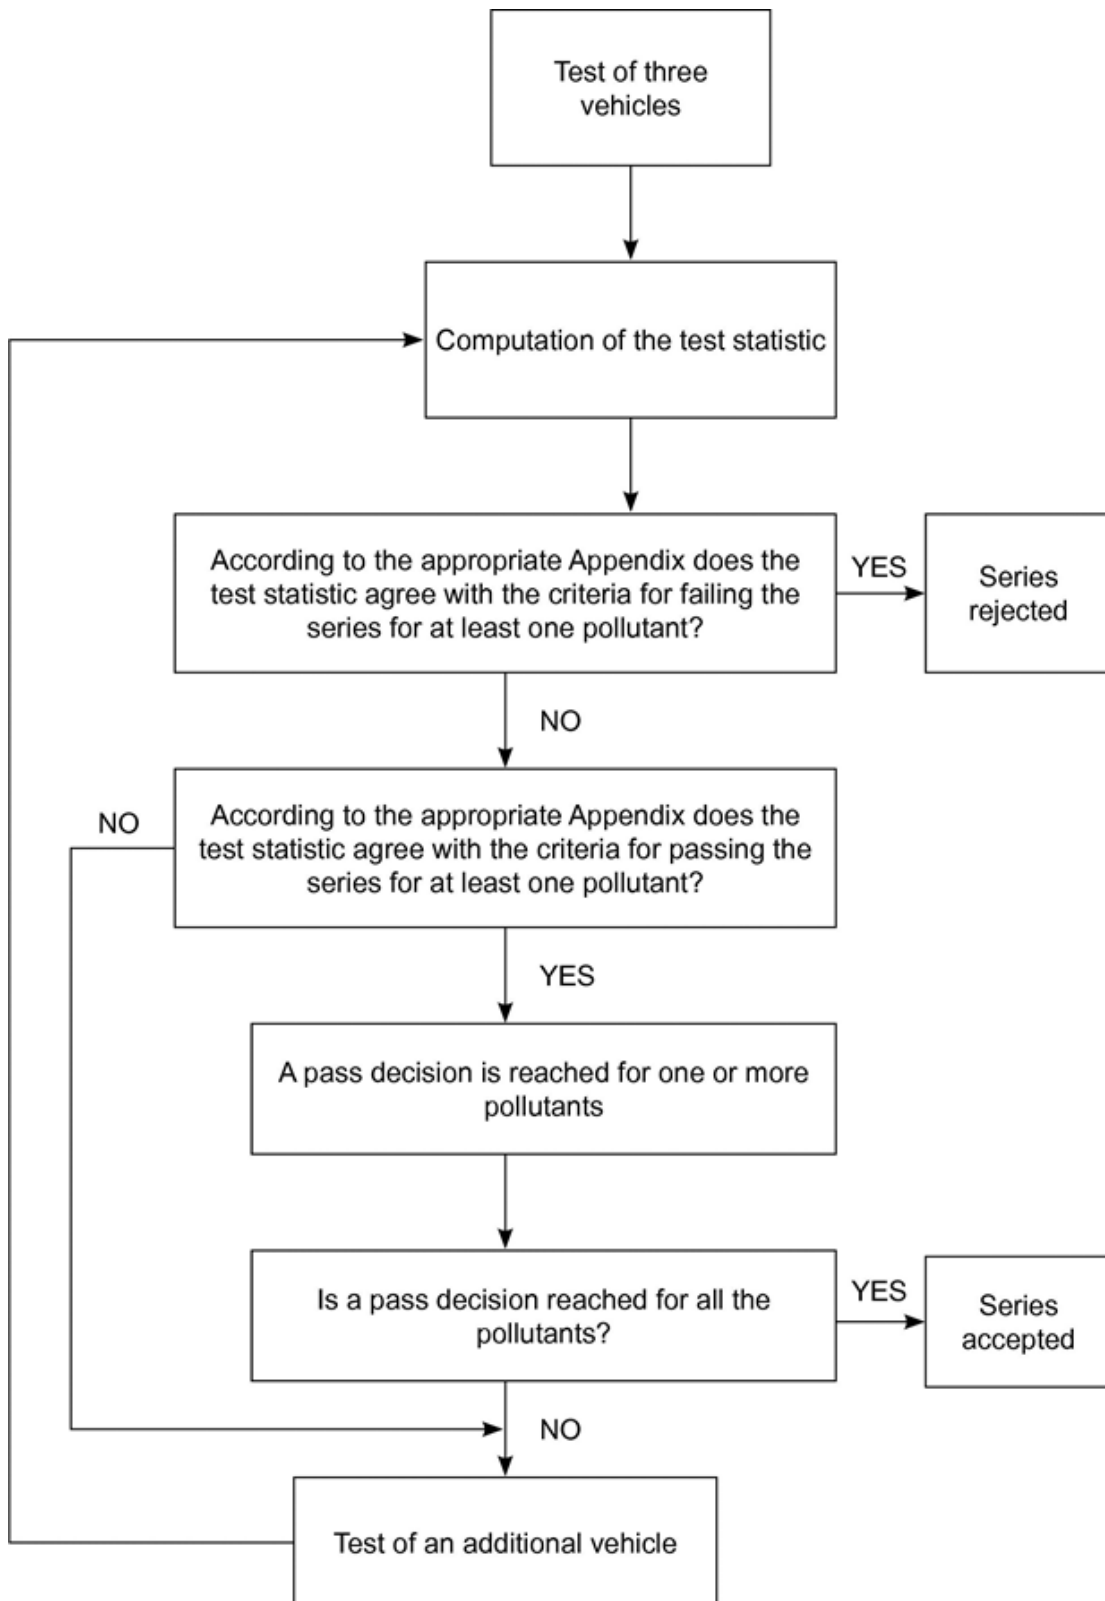 Test of three
vehicles
Computation of the test statistic
According to the appropriate Appendix does the
test statistic agree with the criteria for failing the
series for at least one pollutant?
YES
Series
rejected
NO
According to the appropriate Appendix does the
test statistic agree with the criteria for passing the
series for at least one pollutant?
NO
YES
A pass decision is reached for one or more
pollutants
Is a pass decision reached for all the
pollutants?
YES
Series
accepted
NO
Test of an additional vehicle